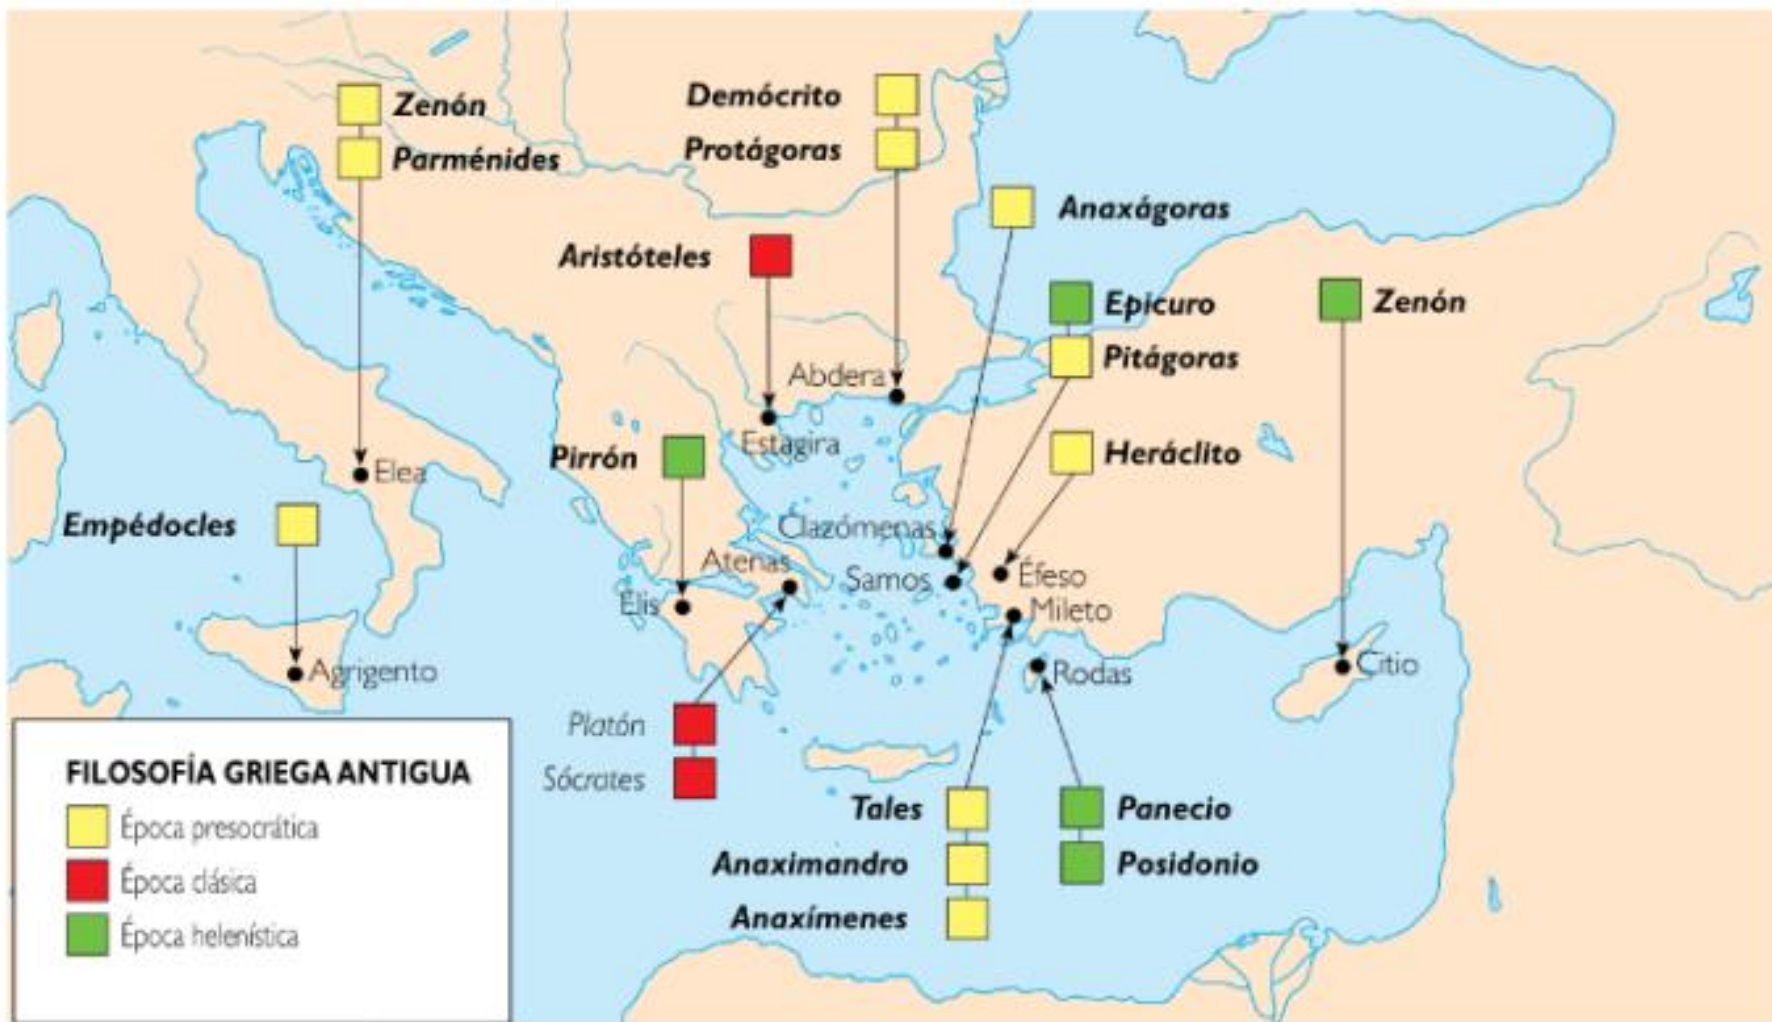 Zenón
Parménides
Demócrito
Protágoras
Anaxágoras
Aristóteles
Epicuro
Pitágoras
Zenón
Abdera
Estagira
Pirrón
Heráclito
Elea
Empédocles
Clazómenas
Atenas
Samos
Éfeso
Élis
Mileto
Agrigento
Rodas
Citio
Platón
Sócrates
Tales
Anaximandro
Anaxímenes
Panecio
Posidonio
FILOSOFÍA GRIEGA ANTIGUA
Época presocrática
Época clásica
Época helenística